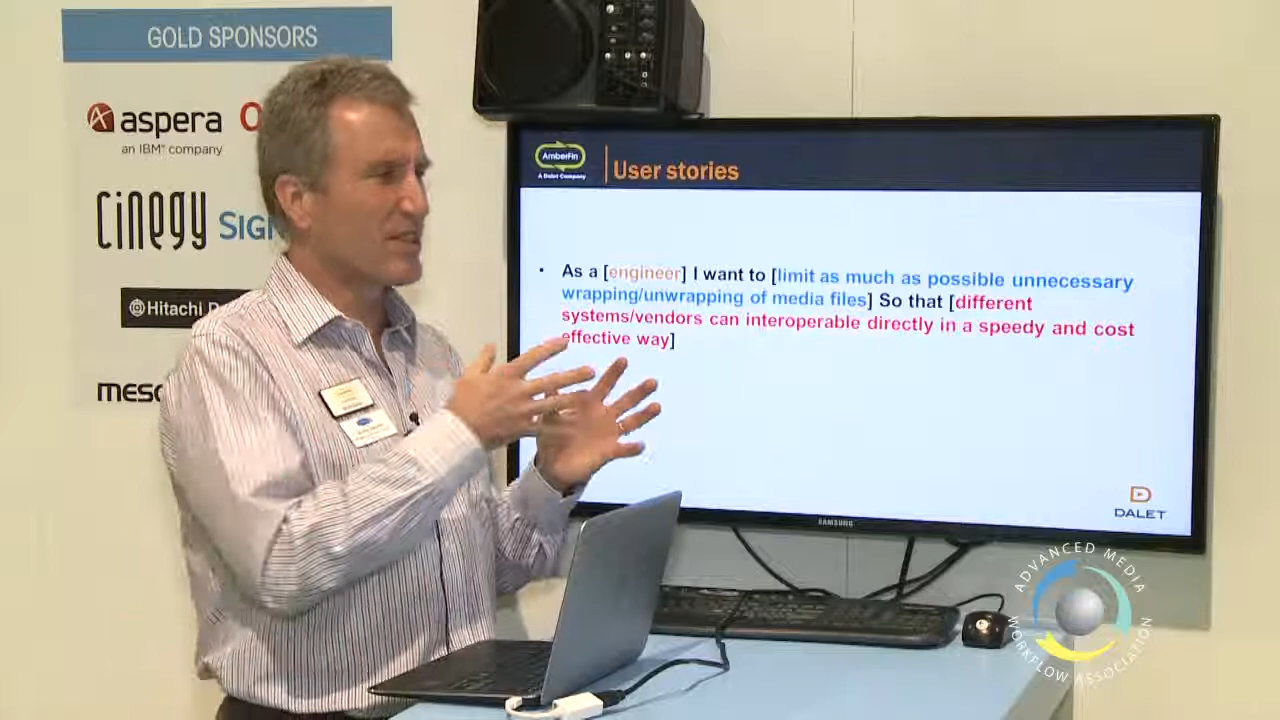 GOLD SPONSORS
aspera
an IBM company
cinegy
Hitachi
AmberFin
A Dalet Company
User stories
• As a [engineer] I want to [limit as much as possible unnecessary
wrapping/unwrapping of media files] So that [different
systems/vendors can interoperable directly in a speedy and cost
effective way]
DALET
SAMSUNG
ADVANCED MEDIA
WORKFLOW ASSOCIATION